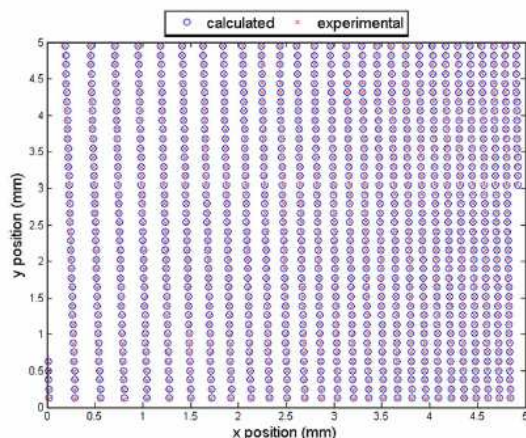 calculated experimental
5
4.5
4
3.5
3
2.5
2
1.5
1
0.5
0
0 0.5 1 1.5 2 2.5 3 3.5 4 4.5 5
y position (mm)
x position (mm)